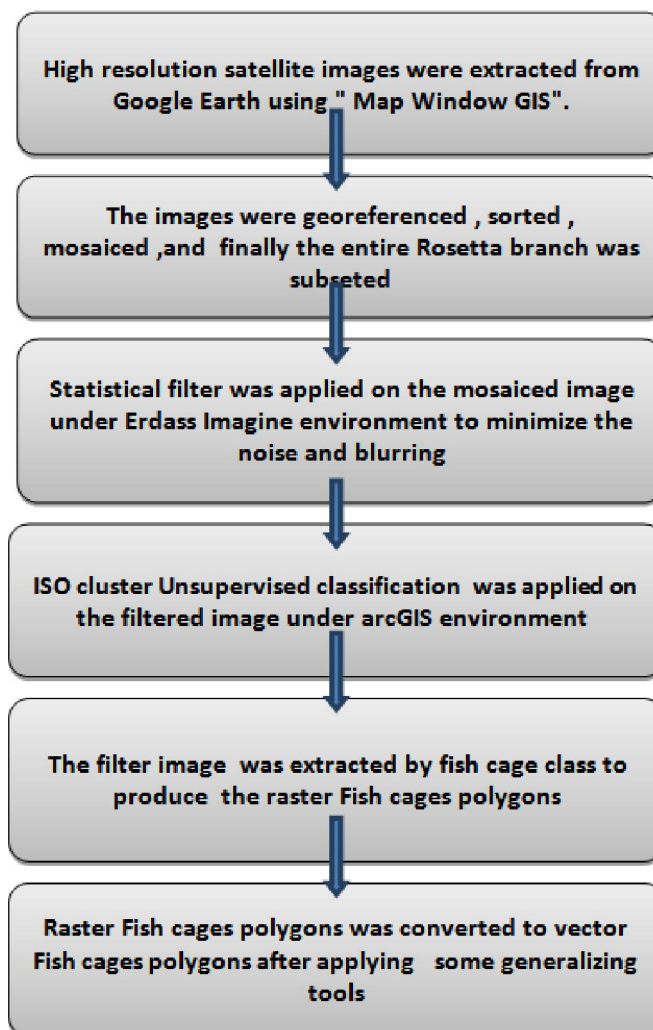 High resolution satellite images were extracted from
Google Earth using " Map Window GIS".
The images were georeferenced , sorted ,
mosaiced ,and finally the entire Rosetta branch was
subseted
Statistical filter was applied on the mosaiced image
under Erdass Imagine environment to minimize the
noise and blurring
ISO cluster Unsupervised classification was applied on
the filtered image under arcGIS environment
The filter image was extracted by fish cage class to
produce the raster Fish cages polygons
Raster Fish cages polygons was converted to vector
Fish cages polygons after applying some generalizing
tools